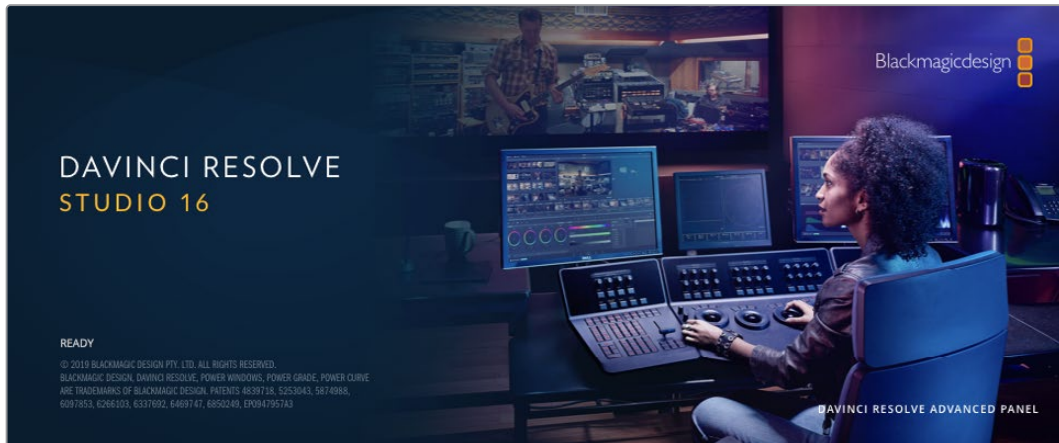 Blackmagicdesign
DAVINCI RESOLVE
STUDIO 16
READY
© 2019 BLACKMAGIC DESIGN PTY. LTD. ALL RIGHTS RESERVED.
BLACKMAGIC DESIGN, DAVINCI RESOLVE, POWER WINDOWS, POWER GRADE, POWER CURVE
ARE TRADEMARKS OF BLACKMAGIC DESIGN. PATENTS 4839718, 5253043, 5874988,
6097853, 6266103, 6337692, 6469747, 6850249, EP0947957A3
DAVINCI RESOLVE ADVANCED PANEL